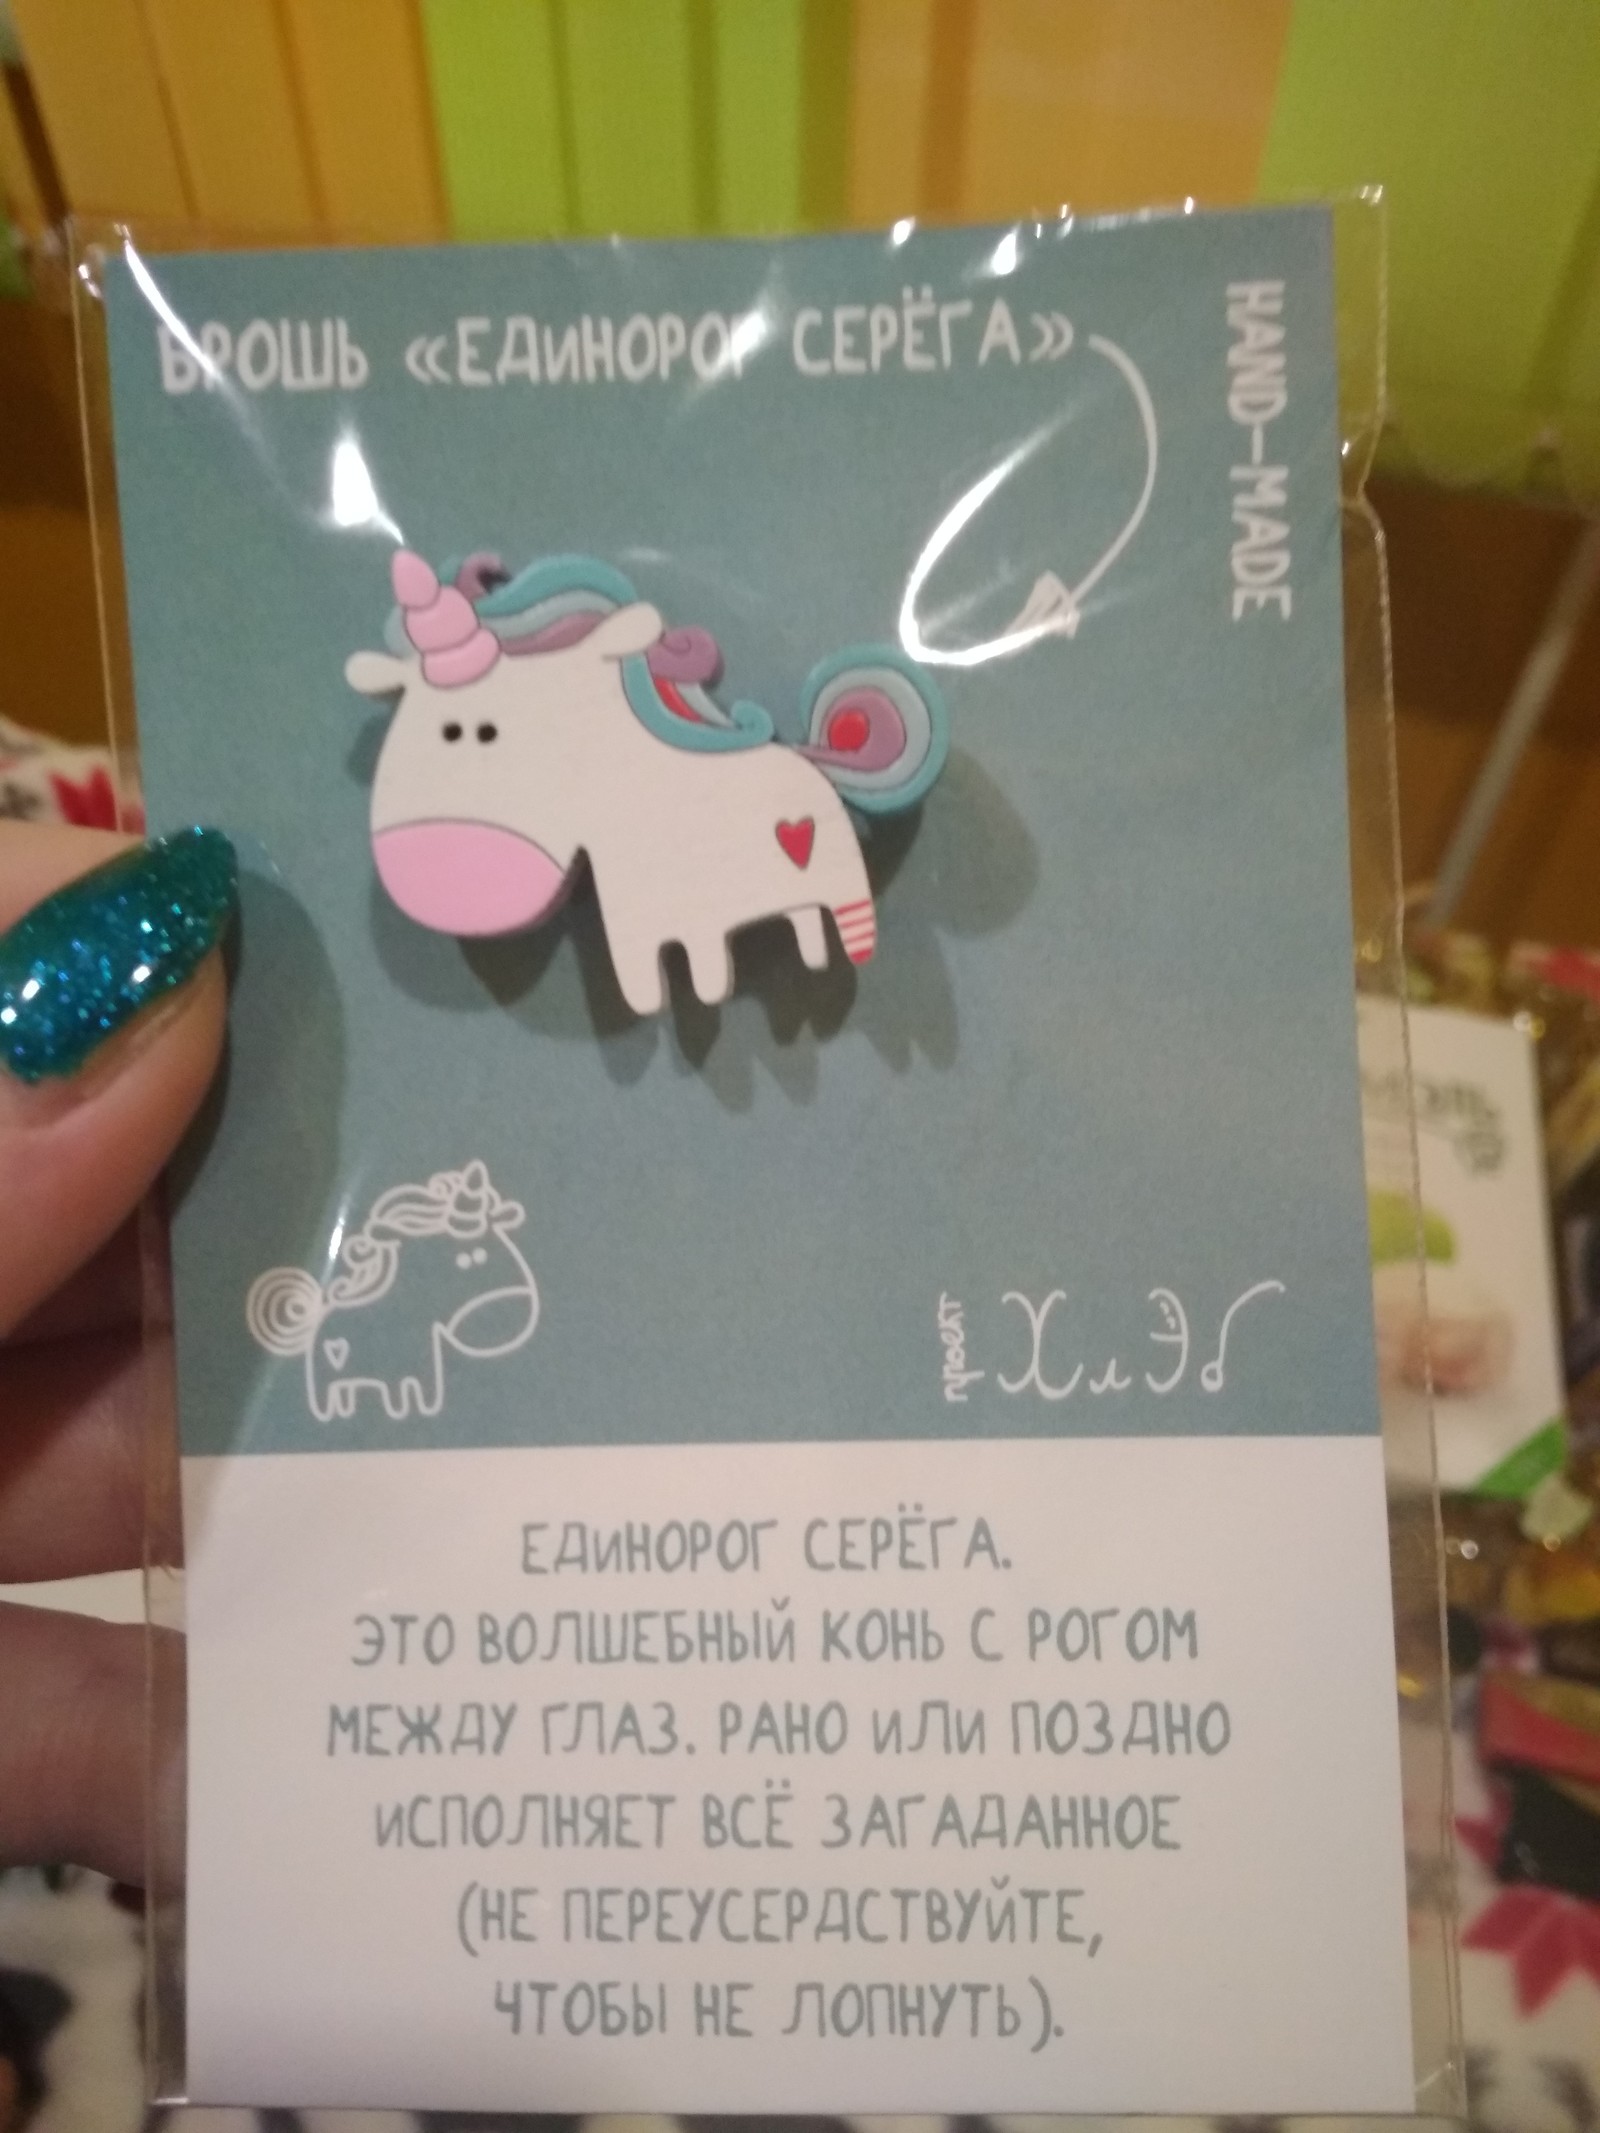 БРОШЬ «ЕДИНОРОГ СЕРЁГА»
HAND-MADE
проект ХлЭб
ЕДИНОРОГ СЕРЁГА.
ЭТО ВОЛШЕБНЫЙ КОНЬ С РОГОМ
МЕЖДУ ГЛАЗ. РАНО ИЛИ ПОЗДНО
ИСПОЛНЯЕТ ВСЁ ЗАГАДАННОЕ
(НЕ ПЕРЕУСЕРДСТВУЙТЕ,
ЧТОБЫ НЕ ЛОПНУТЬ).